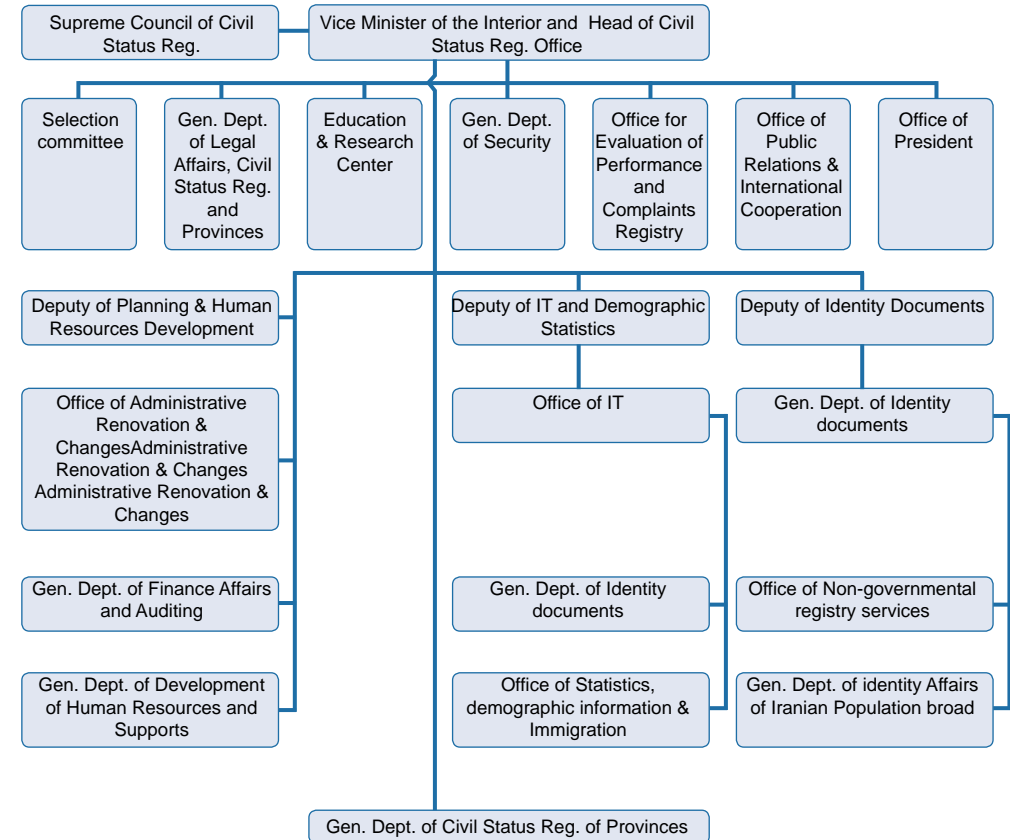 Supreme Council of Civil
Status Reg.
Vice Minister of the Interior and Head of Civil
Status Reg. Office
Selection
committee
Gen. Dept.
of Legal
Affairs, Civil
Status Reg.
and
Provinces
Education
& Research
Center
Gen. Dept.
of Security
Office for
Evaluation of
Performance
and
Complaints
Registry
Office of
Public
Relations &
International
Cooperation
Office of
President
Deputy of Planning & Human
Resources Development
Deputy of IT and Demographic
Statistics
Deputy of Identity Documents
Office of Administrative
Renovation &
ChangesAdministrative
Renovation & Changes
Administrative Renovation &
Changes
Office of IT
Gen. Dept. of Identity
documents
Gen. Dept. of Finance Affairs
and Auditing
Gen. Dept. of Identity
documents
Office of Non-governmental
registry services
Gen. Dept. of Development
of Human Resources and
Supports
Office of Statistics,
demographic information &
Immigration
Gen. Dept. of identity Affairs
of Iranian Population broad
Gen. Dept. of Civil Status Reg. of Provinces